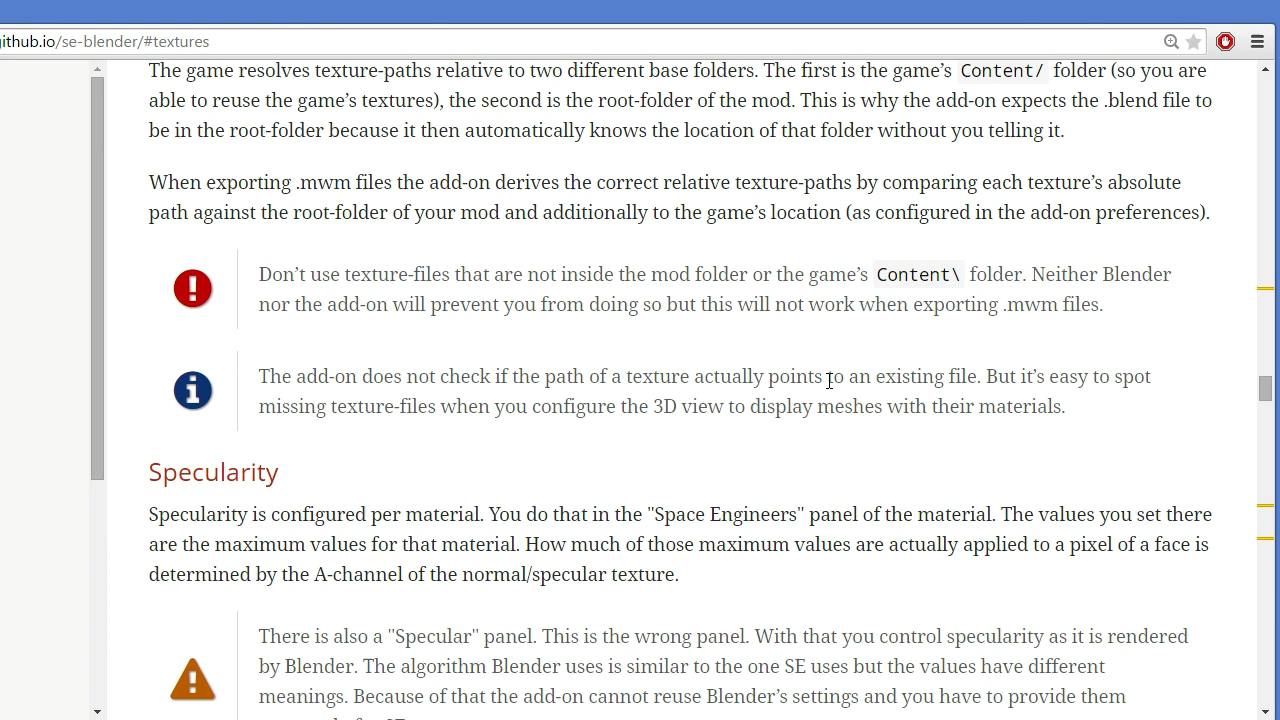 github.io/se-blender/#textures
The game resolves texture-paths relative to two different base folders. The first is the game’s Content/ folder (so you are
able to reuse the game’s textures), the second is the root-folder of the mod. This is why the add-on expects the .blend file to
be in the root-folder because it then automatically knows the location of that folder without you telling it.
When exporting .mwm files the add-on derives the correct relative texture-paths by comparing each texture’s absolute
path against the root-folder of your mod and additionally to the game’s location (as configured in the add-on preferences).
Don’t use texture-files that are not inside the mod folder or the game’s Content\ folder. Neither Blender
nor the add-on will prevent you from doing so but this will not work when exporting .mwm files.
The add-on does not check if the path of a texture actually points to an existing file. But it’s easy to spot
missing texture-files when you configure the 3D view to display meshes with their materials.
Specularity
Specularity is configured per material. You do that in the "Space Engineers" panel of the material. The values you set there
are the maximum values for that material. How much of those maximum values are actually applied to a pixel of a face is
determined by the A-channel of the normal/specular texture.
There is also a "Specular" panel. This is the wrong panel. With that you control specularity as it is rendered
by Blender. The algorithm Blender uses is similar to the one SE uses but the values have different
meanings. Because of that the add-on cannot reuse Blender’s settings and you have to provide them